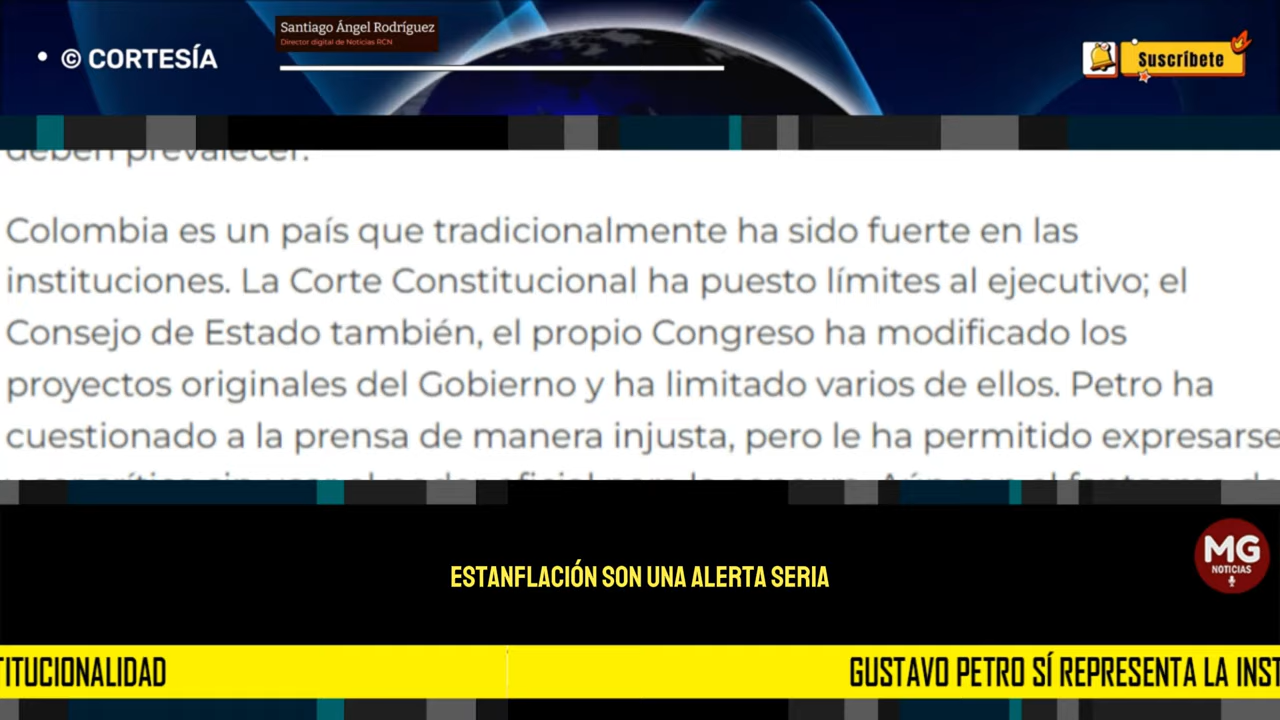 Santiago Ángel Rodríguez
Director digital de Noticias RCN
• © CORTESÍA
Suscríbete
deben prevalecer.
Colombia es un país que tradicionalmente ha sido fuerte en las
instituciones. La Corte Constitucional ha puesto límites al ejecutivo; el
Consejo de Estado también, el propio Congreso ha modificado los
proyectos originales del Gobierno y ha limitado varios de ellos. Petro ha
cuestionado a la prensa de manera injusta, pero le ha permitido expresarse
ESTANFLACIÓN SON UNA ALERTA SERIA
MG
NOTICIAS
TITUCIONALIDAD
GUSTAVO PETRO SÍ REPRESENTA LA INST